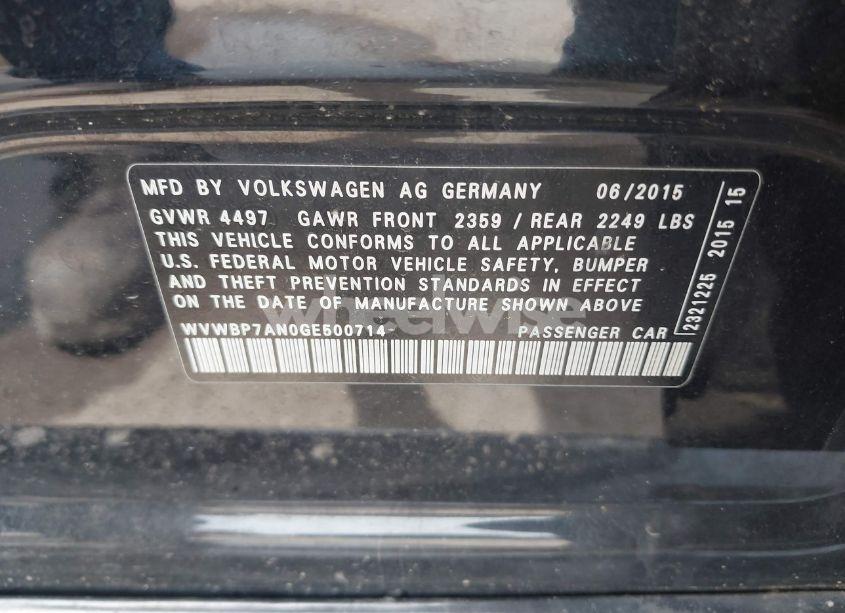 MFD BY VOLKSWAGEN AG GERMANY 06/2015
GVWR 4497 GAWR FRONT 2359 / REAR 2249 LBS
THIS VEHICLE CONFORMS TO ALL APPLICABLE
U.S. FEDERAL MOTOR VEHICLE SAFETY, BUMPER
AND THEFT PREVENTION STANDARDS IN EFFECT
ON THE DATE OF MANUFACTURE SHOWN ABOVE
WVWBP7AN0GE500714- PASSENGER CAR
2321225 2015 15
wheelwise